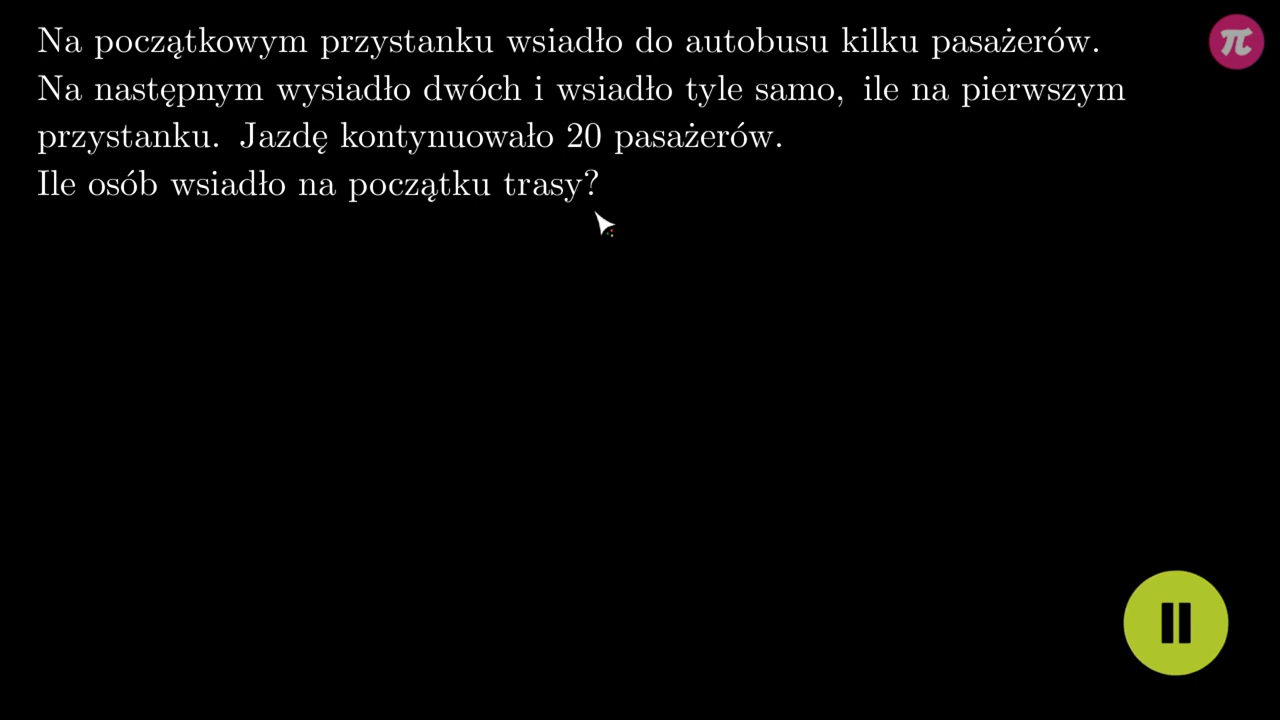 Na początkowym przystanku wsiadło do autobusu kilku pasażerów.
Na następnym wysiadło dwóch i wsiadło tyle samo, ile na pierwszym
przystanku. Jazdę kontynuowało 20 pasażerów.
Ile osób wsiadło na początku trasy?
π